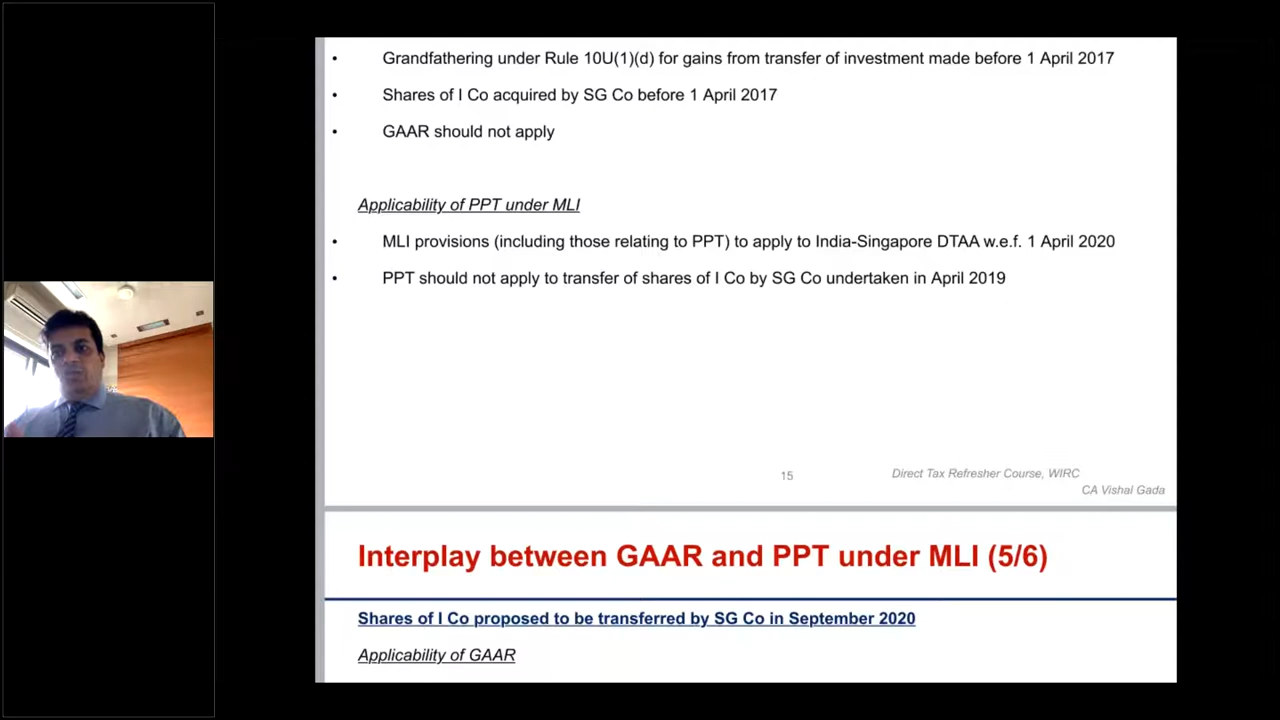 • Grandfathering under Rule 10U(1)(d) for gains from transfer of investment made before 1 April 2017
• Shares of I Co acquired by SG Co before 1 April 2017
• GAAR should not apply
Applicability of PPT under MLI
• MLI provisions (including those relating to PPT) to apply to India-Singapore DTAA w.e.f. 1 April 2020
• PPT should not apply to transfer of shares of I Co by SG Co undertaken in April 2019
15
Direct Tax Refresher Course, WIRC
CA Vishal Gada
Interplay between GAAR and PPT under MLI (5/6)
Shares of I Co proposed to be transferred by SG Co in September 2020
Applicability of GAAR